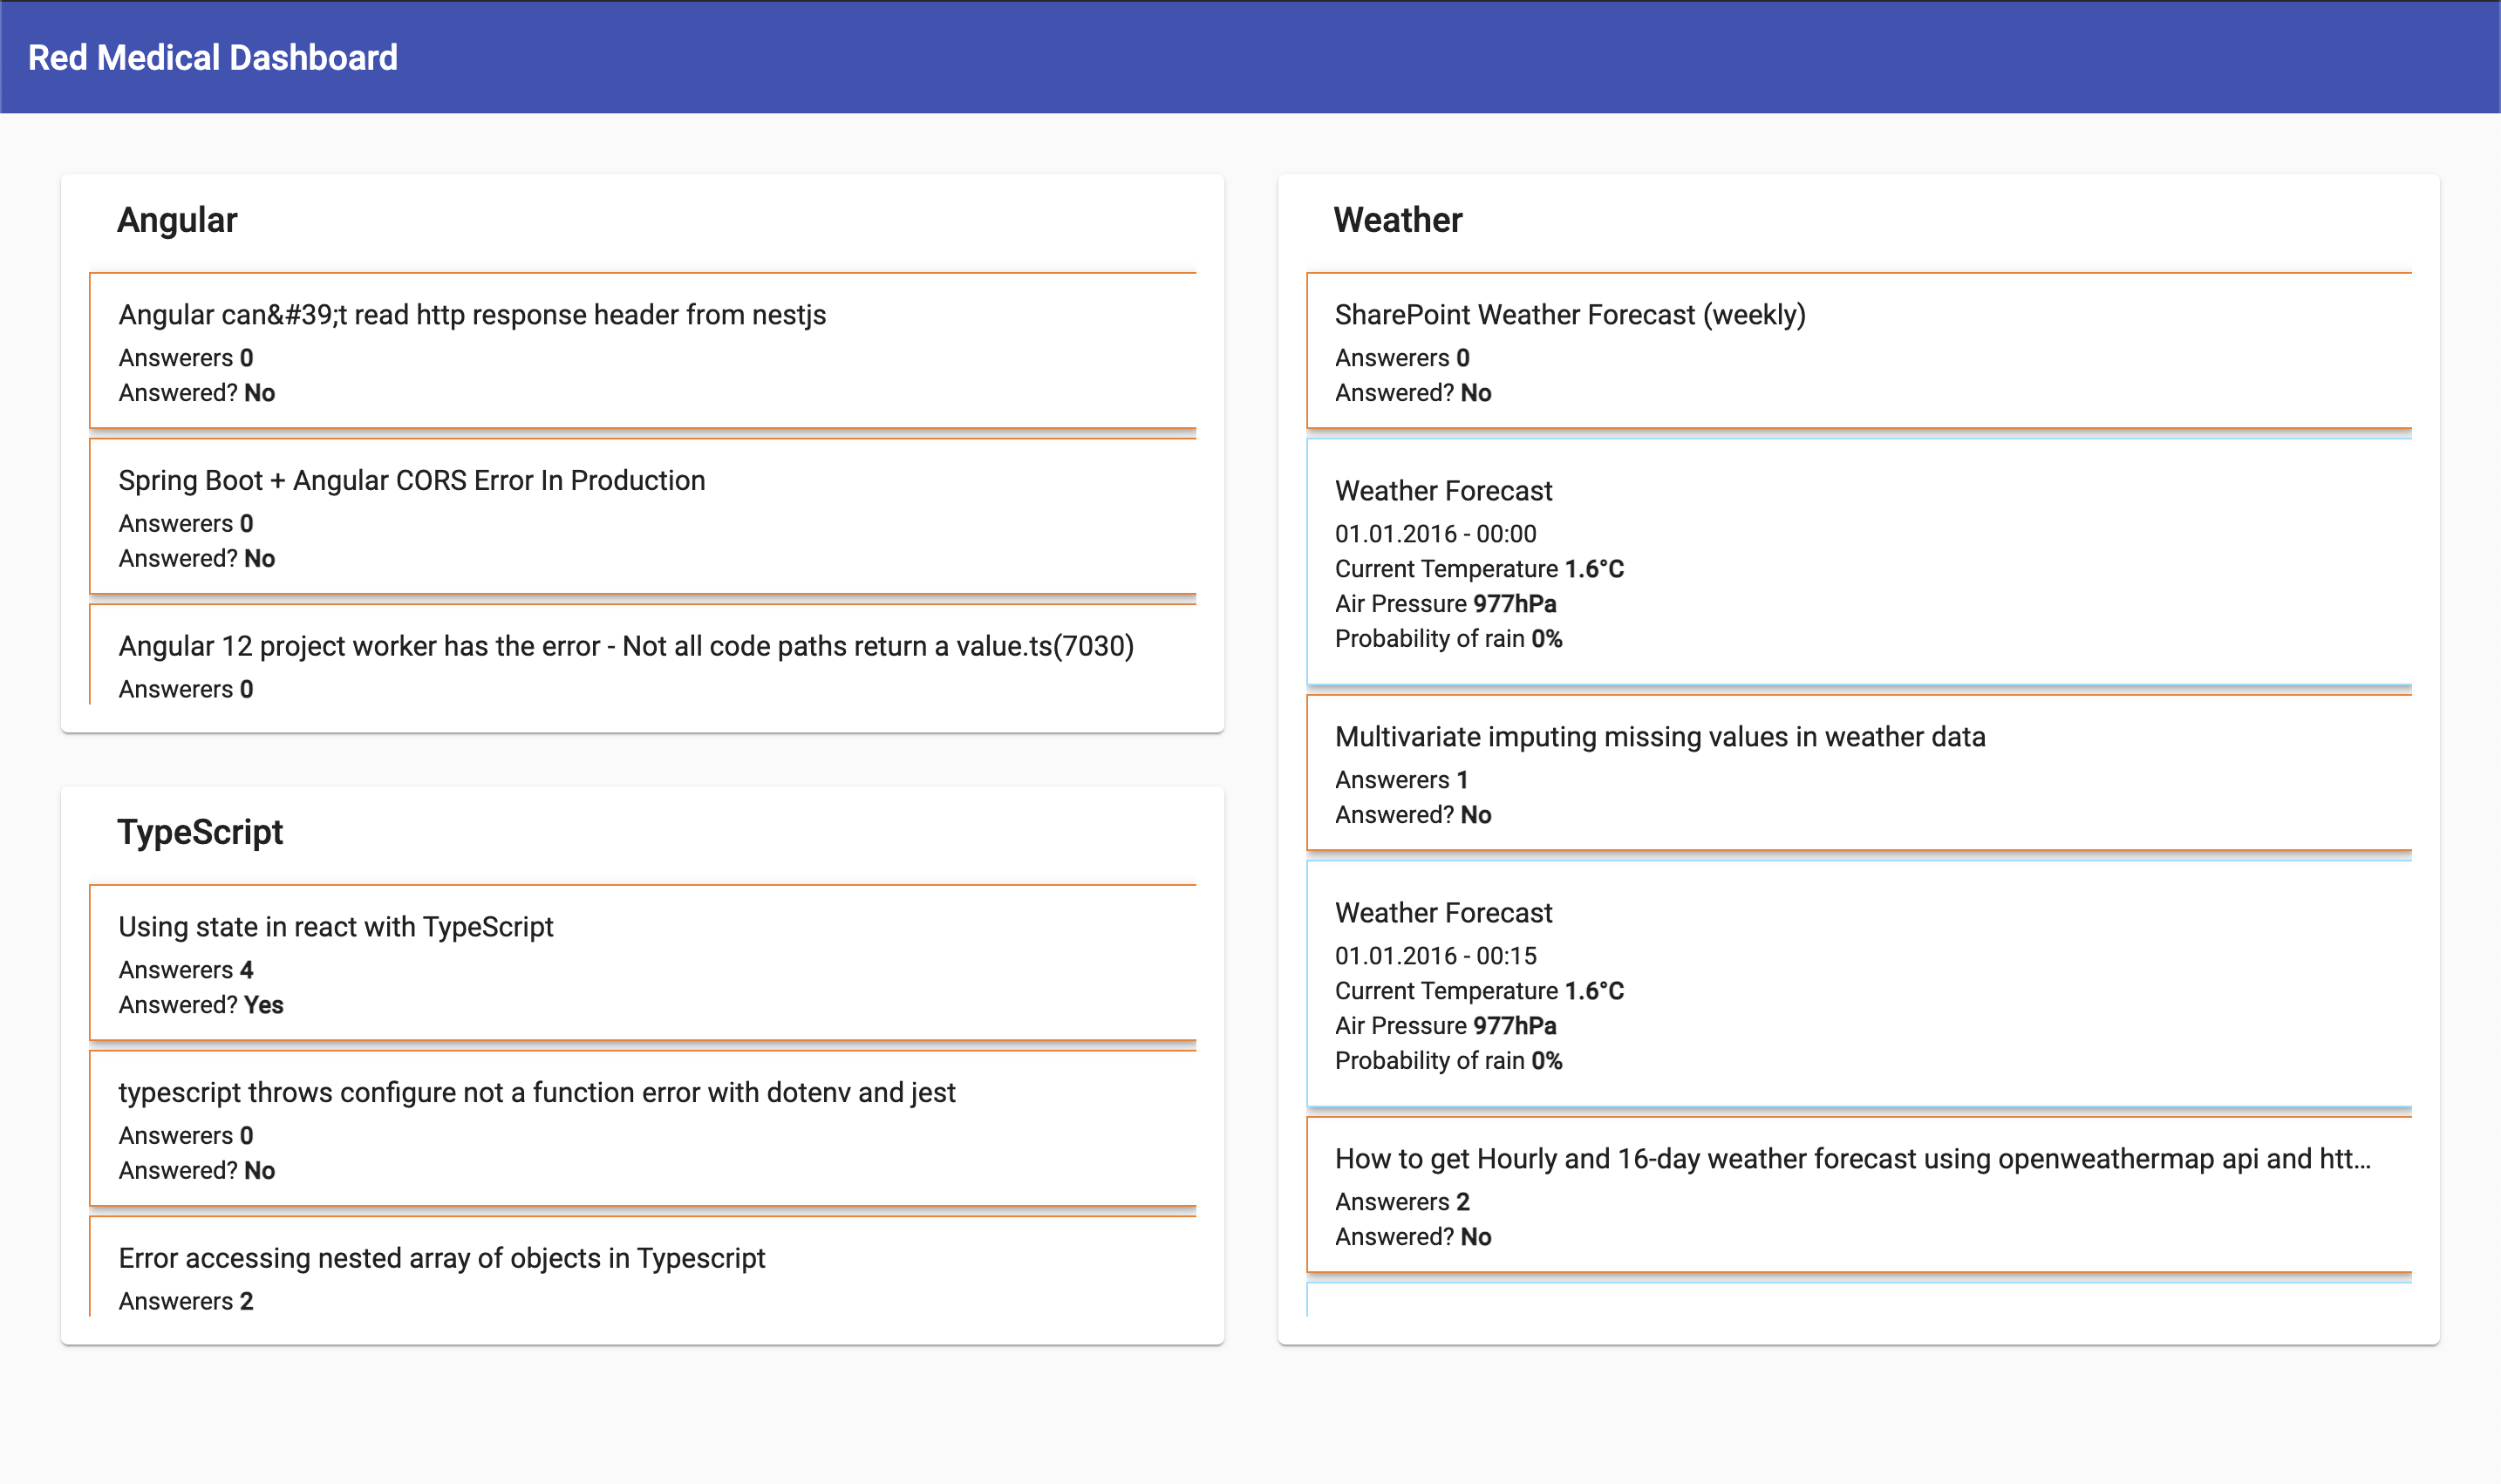 Red Medical Dashboard
Angular
Angular can&#39;t read http response header from nestjs
Answerers 0
Answered? No
Spring Boot + Angular CORS Error In Production
Answerers 0
Answered? No
Angular 12 project worker has the error - Not all code paths return a value.ts(7030)
Answerers 0
TypeScript
Using state in react with TypeScript
Answerers 4
Answered? Yes
typescript throws configure not a function error with dotenv and jest
Answerers 0
Answered? No
Error accessing nested array of objects in Typescript
Answerers 2
Weather
SharePoint Weather Forecast (weekly)
Answerers 0
Answered? No
Weather Forecast
01.01.2016 - 00:00
Current Temperature 1.6°C
Air Pressure 977hPa
Probability of rain 0%
Multivariate imputing missing values in weather data
Answerers 1
Answered? No
Weather Forecast
01.01.2016 - 00:15
Current Temperature 1.6°C
Air Pressure 977hPa
Probability of rain 0%
How to get Hourly and 16-day weather forecast using openweathermap api and htt...
Answerers 2
Answered? No